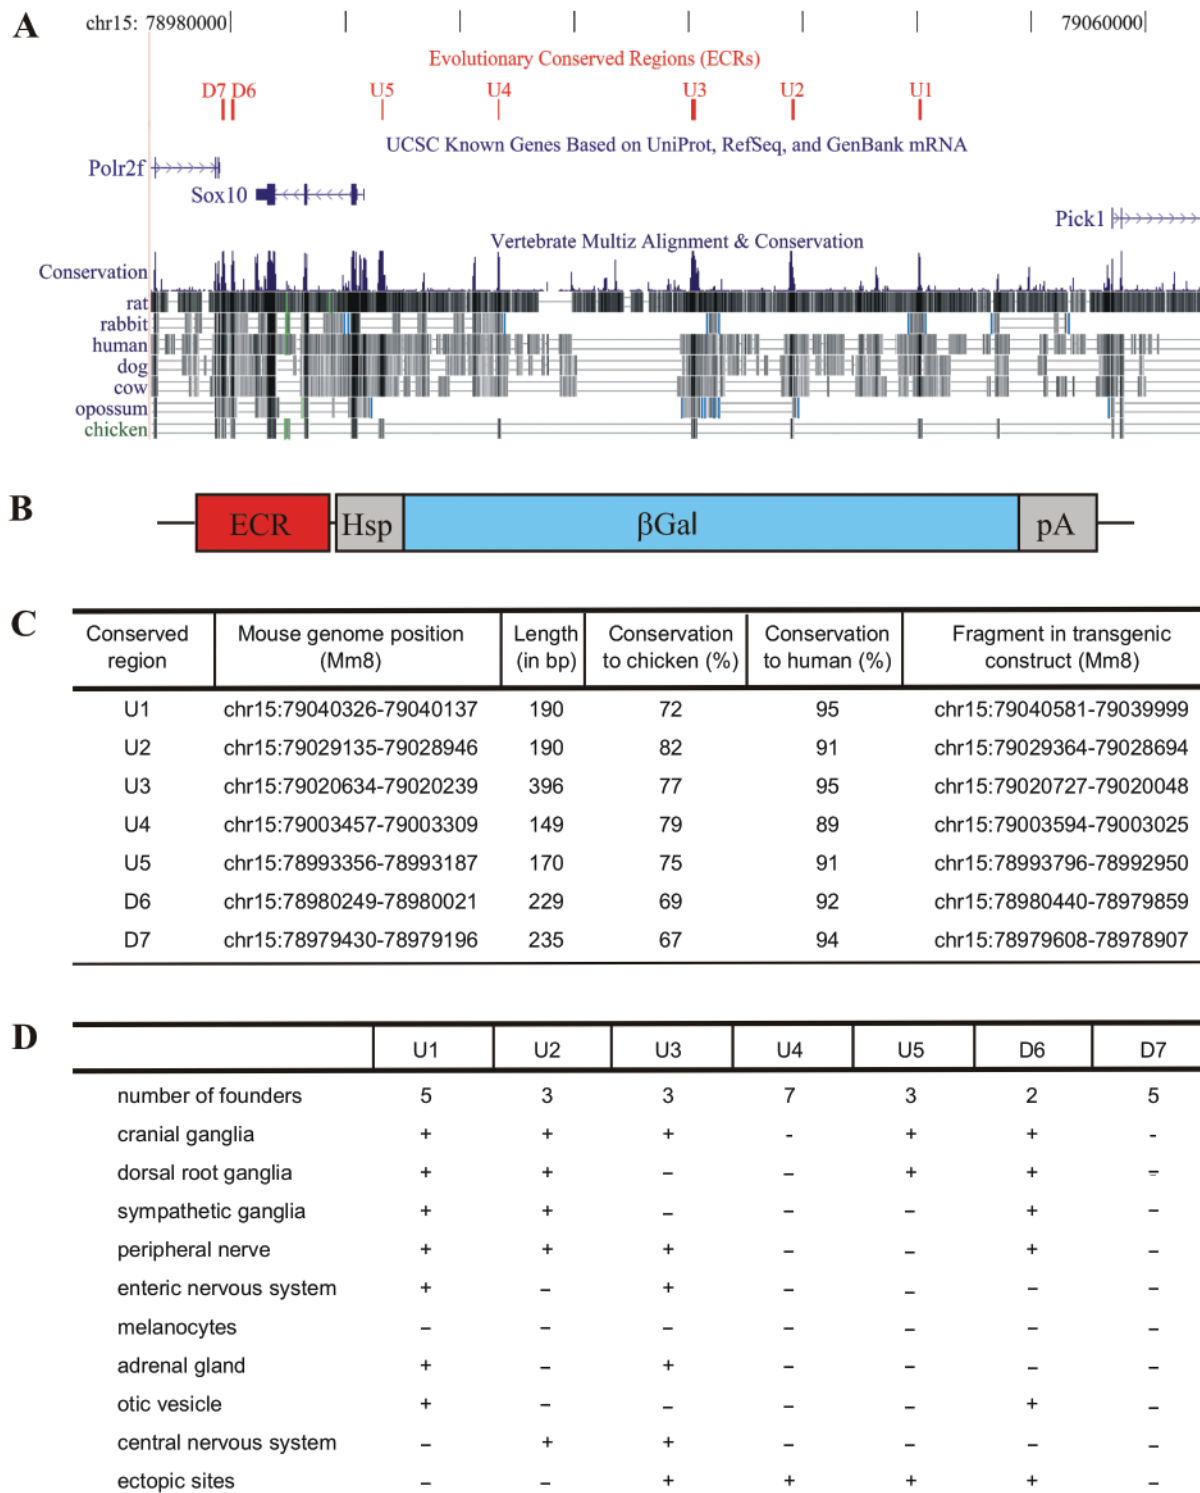 A
chr15: 78980000 79060000
Evolutionary Conserved Regions (ECRs)
D7 D6 U5 U4 U3 U2 U1
UCSC Known Genes Based on UniProt, RefSeq, and GenBank mRNA
Polr2f
Sox10
Pick1
Vertebrate Multiz Alignment & Conservation
Conservation
rat
rabbit
human
dog
cow
opossum
chicken
B
ECR Hsp βGal pA
C
Conserved Mouse genome position Length Conservation Conservation Fragment in transgenic
region (Mm8) (in bp) to chicken (%) to human (%) construct (Mm8)
U1 chr15:79040326-79040137 190 72 95 chr15:79040581-79039999
U2 chr15:79029135-79028946 190 82 91 chr15:79029364-79028694
U3 chr15:79020634-79020239 396 77 95 chr15:79020727-79020048
U4 chr15:79003457-79003309 149 79 89 chr15:79003594-79003025
U5 chr15:78993356-78993187 170 75 91 chr15:78993796-78992950
D6 chr15:78980249-78980021 229 69 92 chr15:78980440-78979859
D7 chr15:78979430-78979196 235 67 94 chr15:78979608-78978907
D
U1 U2 U3 U4 U5 D6 D7
number of founders 5 3 3 7 3 2 5
cranial ganglia + + + - + + -
dorsal root ganglia + + – – + + –
sympathetic ganglia + + – – – + –
peripheral nerve + + + – – + –
enteric nervous system + – + – – – –
melanocytes – – – – – – –
adrenal gland + – + – – – –
otic vesicle + – – – – + –
central nervous system – + + – – – –
ectopic sites – – + + + + –